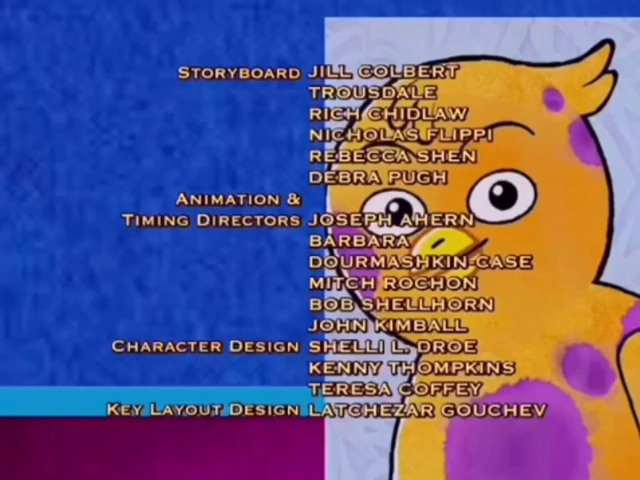 STORYBOARD JILL COLBERT
TROUSDALE
RICH CHIDLAW
NICHOLAS FLIPPI
REBECCA SHEN
DEBRA PUGH
ANIMATION &
TIMING DIRECTORS JOSEPH AHERN
BARBARA
DOURMASHKIN-CASE
MITCH ROCHON
BOB SHELLHORN
JOHN KIMBALL
CHARACTER DESIGN SHELLI L. DROE
KENNY THOMPKINS
TERESA COFFEY
KEY LAYOUT DESIGN LATCHEZAR GOUCHEV